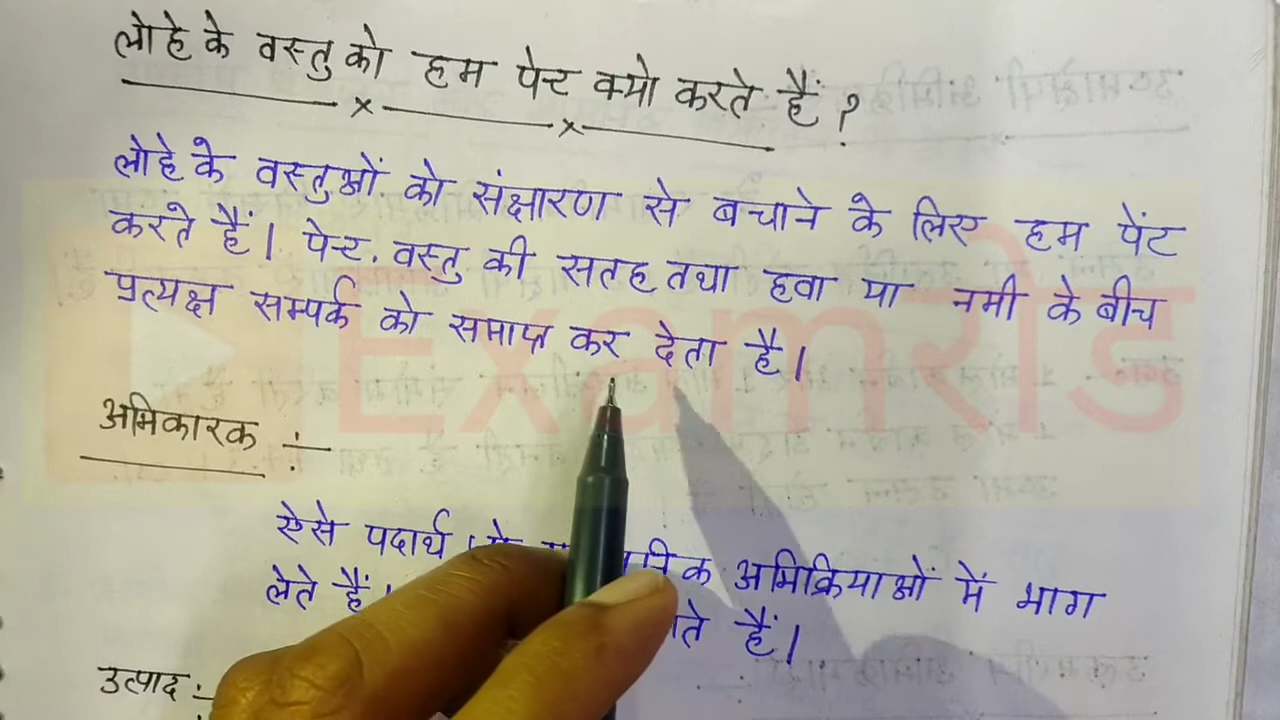 लोहे के वस्तु को हम पेन्ट क्यो करते हैं ?
लोहे के वस्तुओं को संक्षारण से बचाने के लिए हम पेंट
करते हैं। पेन्ट, वस्तु की सतह तथा हवा या नमी के बीच
प्रत्यक्ष सम्पर्क को समाप्त कर देता है।
Examरोड
अभिकारक :-
ऐसे पदार्थ अभिक्रियाओं में भाग
लेते हैं। हैं।
उत्पाद :-